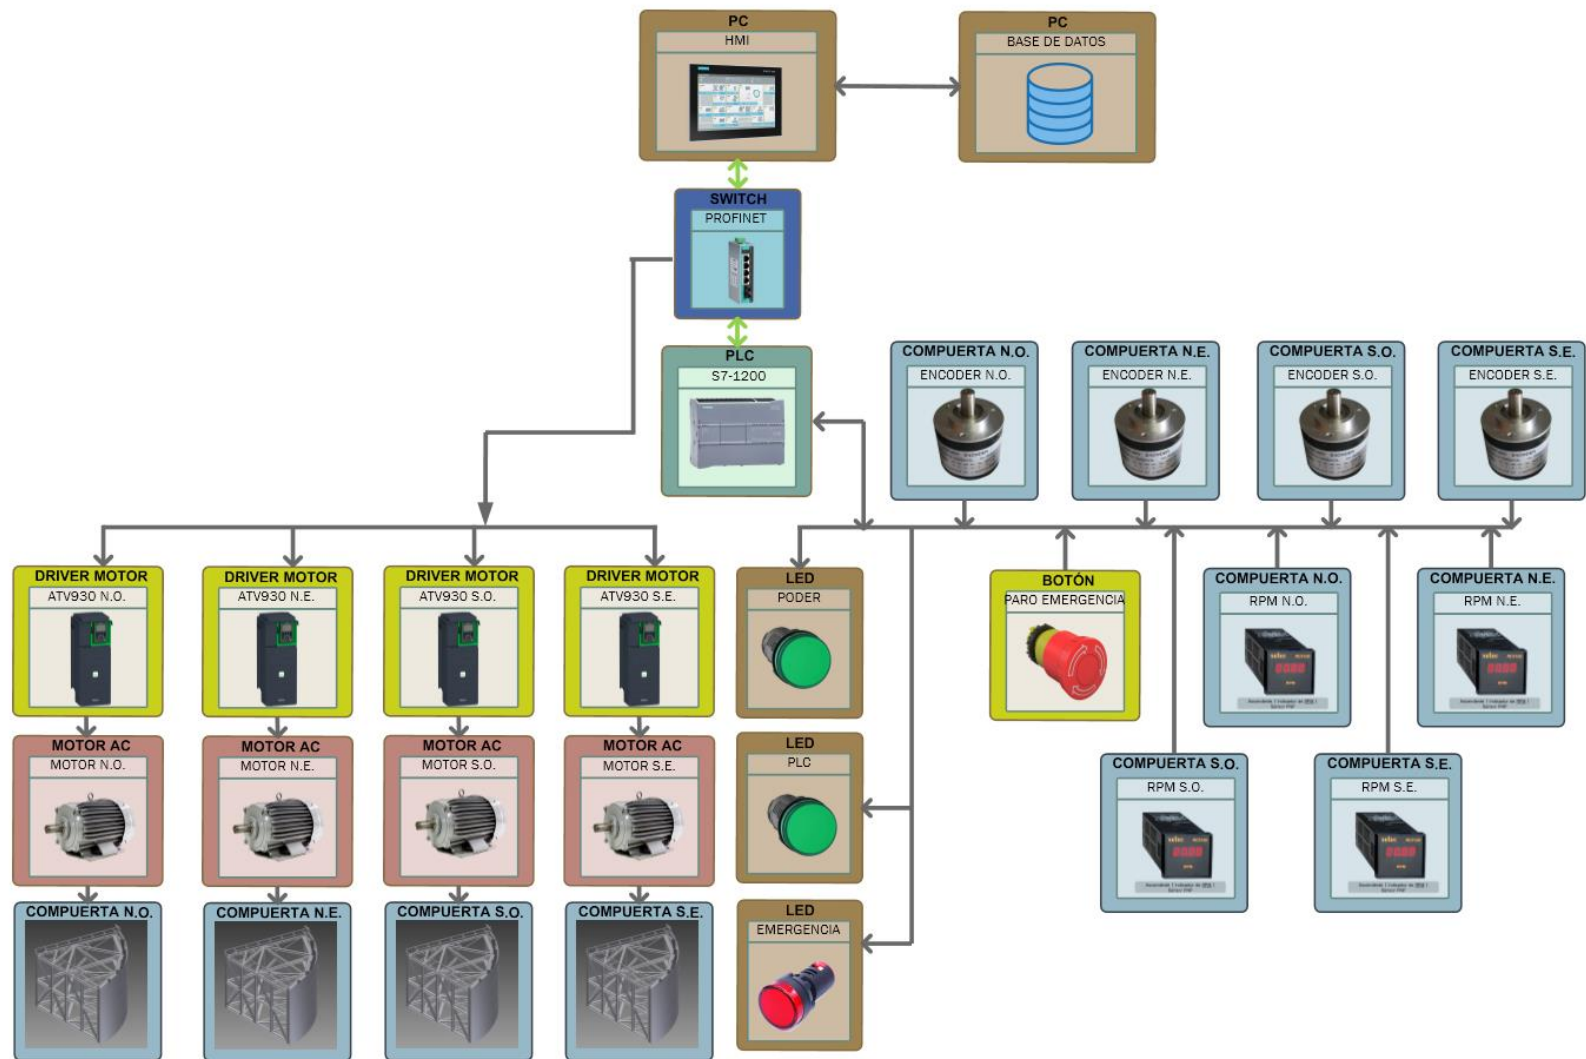 PC
HMI
PC
BASE DE DATOS
SWITCH
PROFINET
PLC
S7-1200
COMPUERTA N.O.
ENCODER N.O.
COMPUERTA N.E.
ENCODER N.E.
COMPUERTA S.O.
ENCODER S.O.
COMPUERTA S.E.
ENCODER S.E.
DRIVER MOTOR
ATV930 N.O.
DRIVER MOTOR
ATV930 N.E.
DRIVER MOTOR
ATV930 S.O.
DRIVER MOTOR
ATV930 S.E.
LED
PODER
BOTÓN
PARO EMERGENCIA
COMPUERTA N.O.
RPM N.O.
COMPUERTA N.E.
RPM N.E.
MOTOR AC
MOTOR N.O.
MOTOR AC
MOTOR N.E.
MOTOR AC
MOTOR S.O.
MOTOR AC
MOTOR S.E.
LED
PLC
COMPUERTA S.O.
RPM S.O.
COMPUERTA S.E.
RPM S.E.
COMPUERTA N.O.
COMPUERTA N.E.
COMPUERTA S.O.
COMPUERTA S.E.
LED
EMERGENCIA